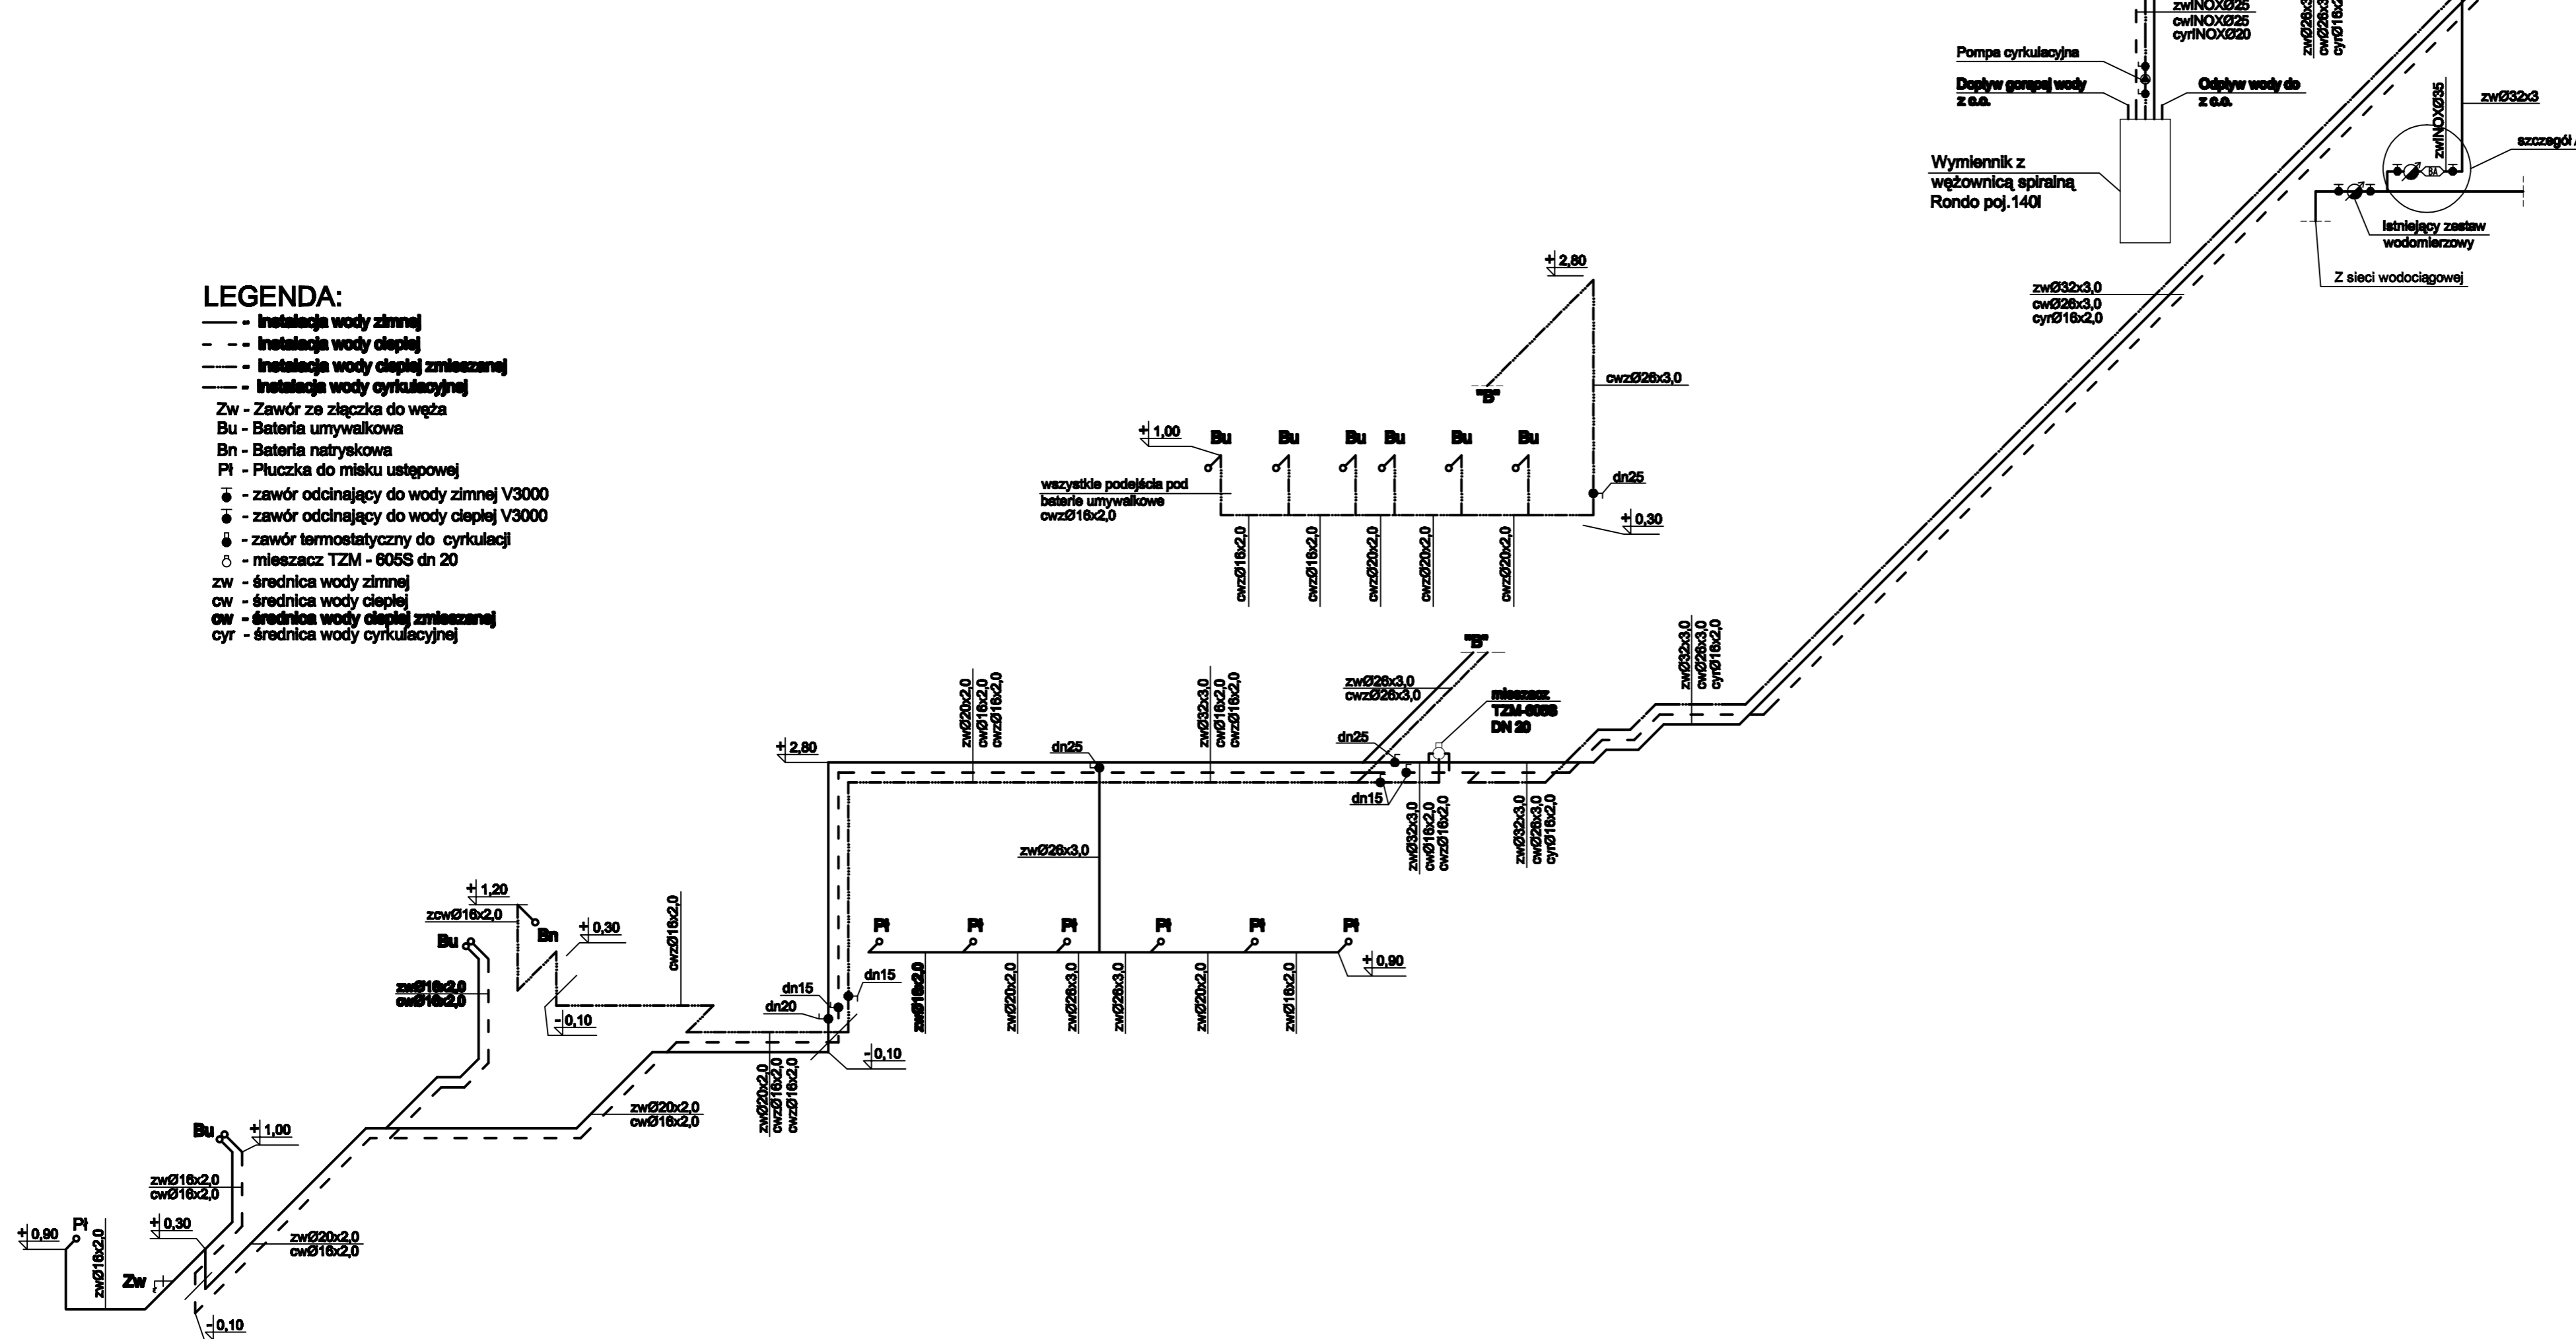 zwINOXØ25
cwINOXØ25
cyrINOXØ20
zwØ26x3
cwØ26x3
cyrØ16x2
Pompa cyrkulacyjna
Dopływ gorącej wody
z c.o.
Odpływ wody do
z c.o.
Wymiennik z
wężownicą spiralną
Rondo poj.140l
zwINOXØ35
zwØ32x3
szczegół
BA
Istniejący zestaw
wodomierzowy
Z sieci wodociągowej
zwØ32x3,0
cwØ26x3,0
cyrØ16x2,0
LEGENDA:
- Instalacja wody zimnej
- Instalacja wody ciepłej
- Instalacja wody ciepłej zmieszanej
- Instalacja wody cyrkulacyjnej
Zw - Zawór ze złączka do węża
Bu - Bateria umywalkowa
Bn - Bateria natryskowa
Pł - Płuczka do misku ustępowej
- zawór odcinający do wody zimnej V3000
- zawór odcinający do wody ciepłej V3000
- zawór termostatyczny do cyrkulacji
- mieszacz TZM - 605S dn 20
zw - średnica wody zimnej
cw - średnica wody ciepłej
cw - średnica wody ciepłej zmieszanej
cyr - średnica wody cyrkulacyjnej
+ 2,80
"B"
cwzØ26x3,0
+ 1,00
Bu
Bu
Bu
Bu
Bu
Bu
wszystkie podejścia pod
baterie umywalkowe
cwzØ16x2,0
dn25
+ 0,30
cwzØ16x2,0
cwzØ16x2,0
cwzØ20x2,0
cwzØ20x2,0
cwzØ20x2,0
"B"
zwØ26x3,0
cwzØ26x3,0
mieszacz
TZM-605S
DN 20
zwØ32x3,0
cwØ26x3,0
cyrØ16x2,0
zwØ20x2,0
cwØ16x2,0
cwzØ16x2,0
zwØ32x3,0
cwØ16x2,0
cwzØ16x2,0
+ 2,80
dn25
dn25
dn15
zwØ32x3,0
cwØ16x2,0
cwzØ16x2,0
zwØ32x3,0
cwØ26x3,0
cyrØ16x2,0
zwØ26x3,0
Pł
Pł
Pł
Pł
Pł
Pł
+ 0,90
zwØ16x2,0
zwØ20x2,0
zwØ26x3,0
zwØ26x3,0
zwØ20x2,0
zwØ16x2,0
+ 1,20
zcwØ16x2,0
Bu
Bn
+ 0,30
cwzØ16x2,0
zwØ16x2,0
cwØ16x2,0
- 0,10
dn15
dn20
dn15
- 0,10
zwØ20x2,0
cwzØ16x2,0
cwzØ16x2,0
zwØ20x2,0
cwØ16x2,0
Bu
+ 1,00
zwØ16x2,0
cwØ16x2,0
+ 0,90
Pł
zwØ16x2,0
+ 0,30
zwØ20x2,0
cwØ16x2,0
Zw
- 0,10